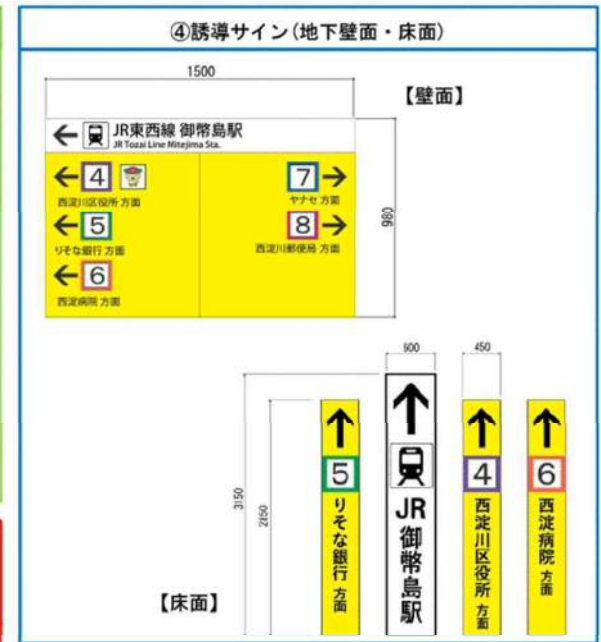 ④誘導サイン(地下壁面・床面)
1500
【壁面】
← JR東西線 御幣島駅
JR Tozai Line Mitejima Sta.
← 4
西淀川区役所 方面
7 →
ヤナセ 方面
← 5
りそな銀行 方面
8 →
西淀川郵便局 方面
← 6
西淀病院 方面
980
600
450
3150
2850
↑
5
りそな銀行 方面
↑
JR御幣島駅
↑
4
西淀川区役所 方面
↑
6
西淀病院 方面
【床面】